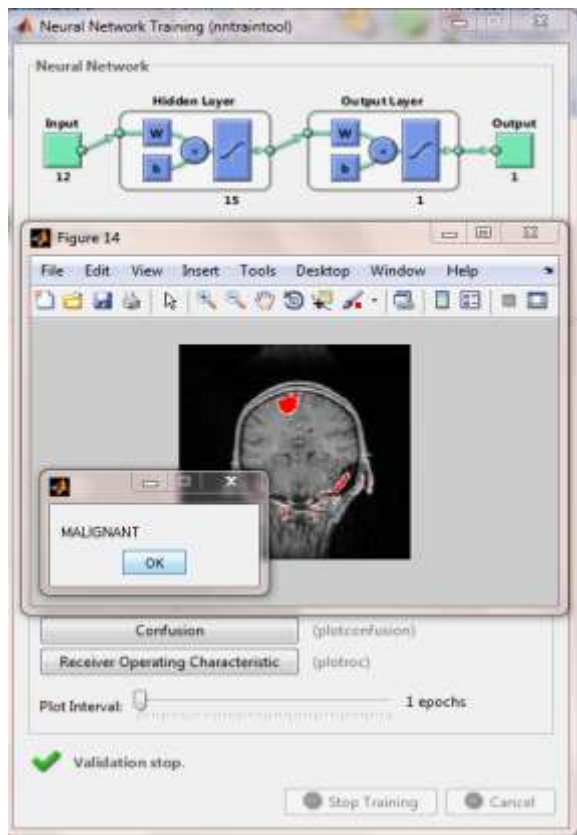 Neural Network Training (nntraintool)
Neural Network
Hidden Layer
Output Layer
Input
Output
W
b
W
b
12
15
1
1
Figure 14
File Edit View Insert Tools Desktop Window Help
MALIGNANT
OK
Confusion (plotconfusion)
Receiver Operating Characteristic (plotroc)
Plot Interval: 1 epochs
Validation stop.
Stop Training Cancel